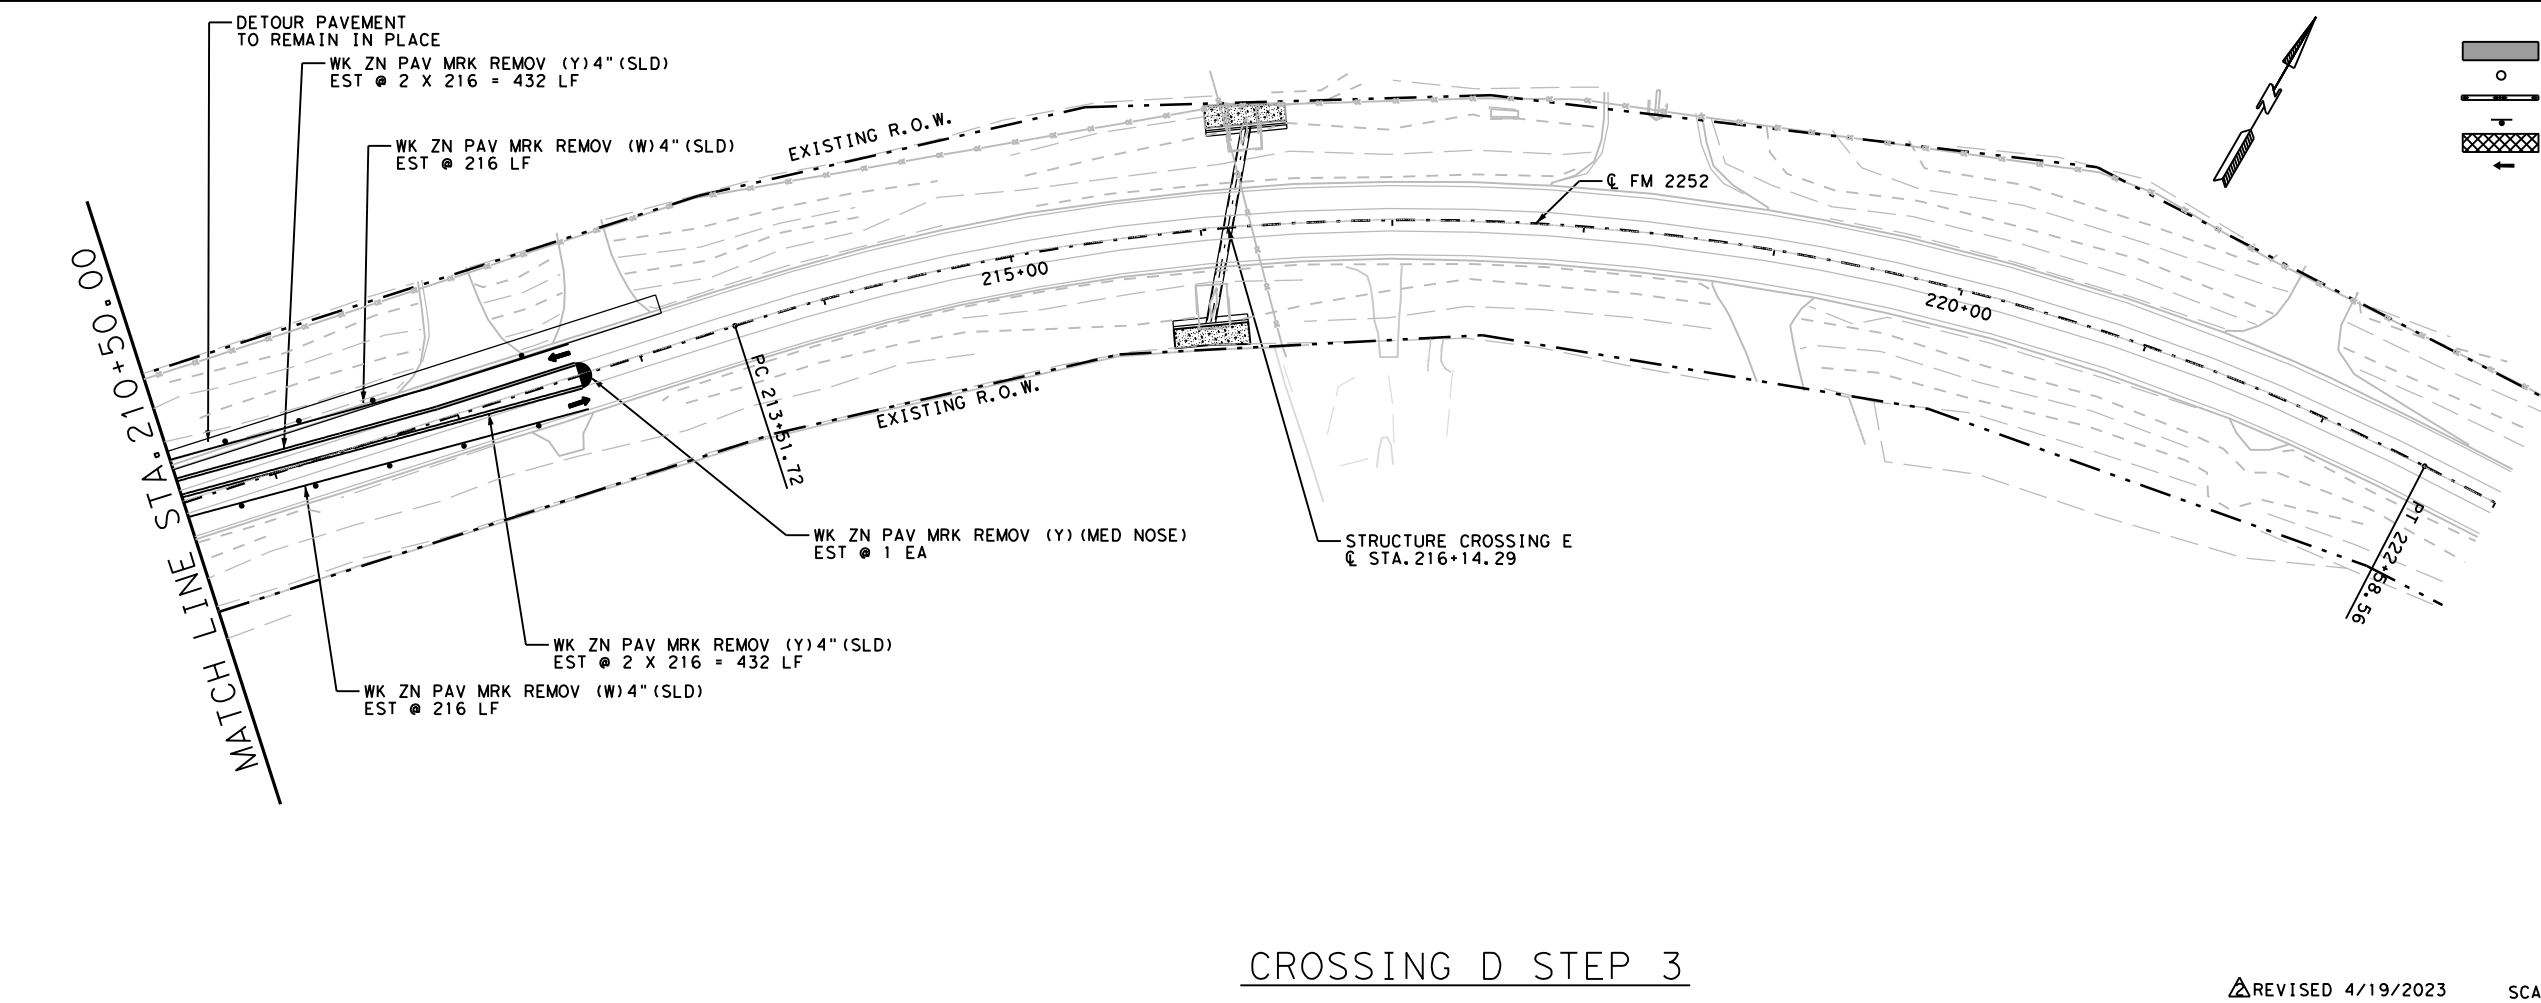 DETOUR PAVEMENT
TO REMAIN IN PLACE
WK ZN PAV MRK REMOV (Y)4"(SLD)
EST @ 2 X 216 = 432 LF
WK ZN PAV MRK REMOV (W)4"(SLD)
EST @ 216 LF
EXISTING R.O.W.
℄ FM 2252
215+00
220+00
MATCH LINE STA. 210+50.00
PC 213+51.72
EXISTING R.O.W.
WK ZN PAV MRK REMOV (Y)(MED NOSE)
EST @ 1 EA
STRUCTURE CROSSING E
℄ STA.216+14.29
PT 222+58.56
WK ZN PAV MRK REMOV (Y)4"(SLD)
EST @ 2 X 216 = 432 LF
WK ZN PAV MRK REMOV (W)4"(SLD)
EST @ 216 LF
CROSSING D STEP 3
2 REVISED 4/19/2023
SCA